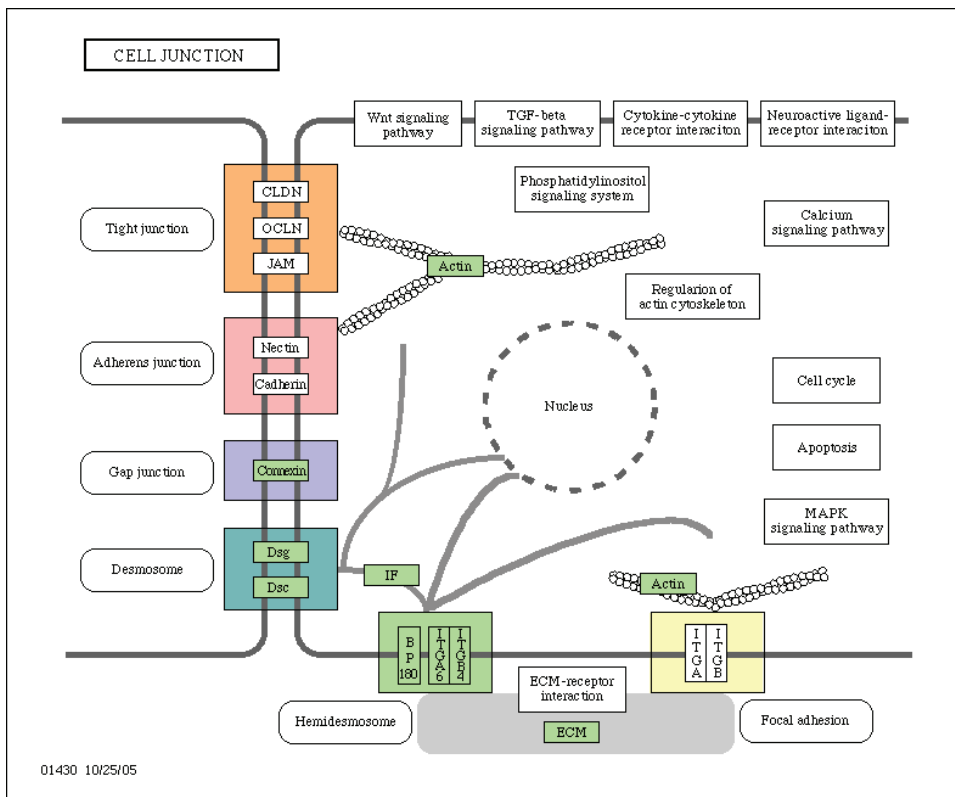 CELL JUNCTION
Wnt signaling
pathway
TGF-beta
signaling pathway
Cytokine-cytokine
receptor interaciton
Neuroactive ligand-
receptor interaciton
Phosphatidylinositol
signaling system
Calcium
signaling pathway
Regularion of
actin cytoskeleton
Tight junction
CLDN
OCLN
JAM
Actin
Adherens junction
Nectin
Cadherin
Nucleus
Cell cycle
Gap junction
Connexin
Apoptosis
MAPK
signaling pathway
Desmosome
Dsg
Dsc
IF
Actin
BP180
ITGA6
ITGB4
ITGA
ITGB
ECM-receptor
interaction
Hemidesmosome
ECM
Focal adhesion
01430 10/25/05